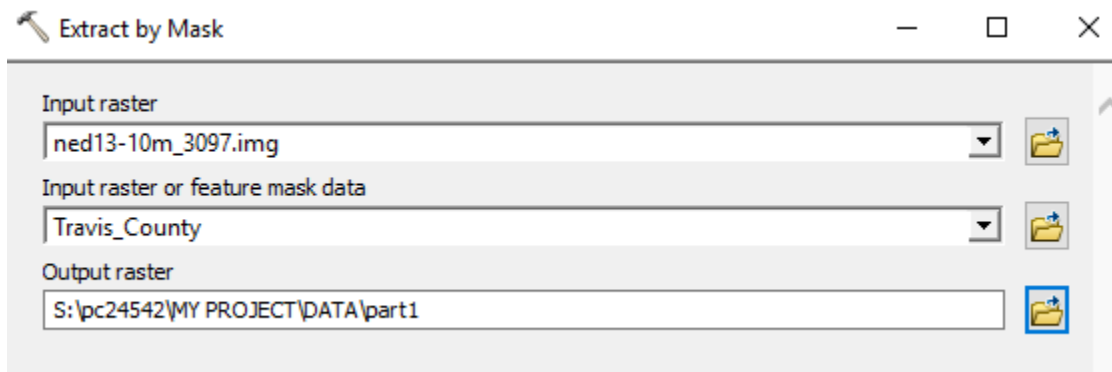 Extract by Mask
Input raster
ned13-10m_3097.img
Input raster or feature mask data
Travis_County
Output raster
S:\pc24542\MY PROJECT\DATA\part1